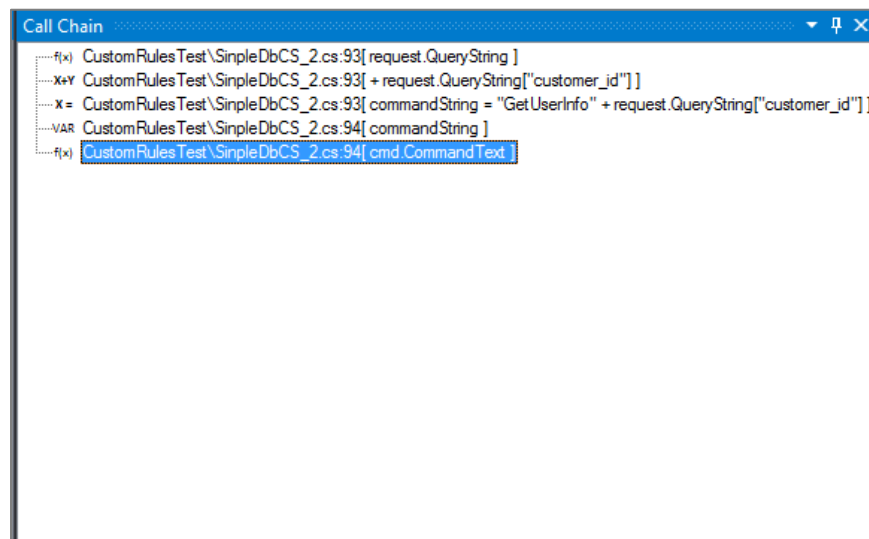 Call Chain
f(x) CustomRulesTest\SinpleDbCS_2.cs:93[ request.QueryString ]
X+Y CustomRulesTest\SinpleDbCS_2.cs:93[ + request.QueryString["customer_id"] ]
X = CustomRulesTest\SinpleDbCS_2.cs:93[ commandString = "GetUserInfo" + request.QueryString["customer_id"] ]
VAR CustomRulesTest\SinpleDbCS_2.cs:94[ commandString ]
f(x) CustomRulesTest\SinpleDbCS_2.cs:94[ cmd.CommandText ]